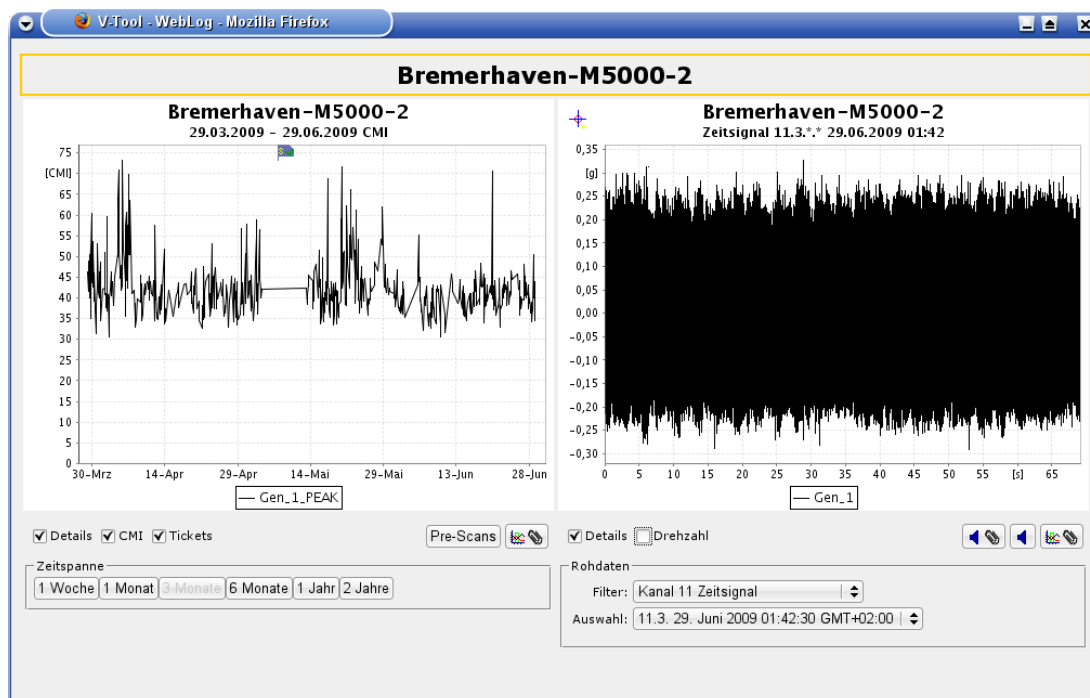 V-Tool - WebLog - Mozilla Firefox
Bremerhaven-M5000-2
Bremerhaven-M5000-2
29.03.2009 - 29.06.2009 CMI
75
[CMI]
65
60
55
50
45
40
35
30
25
20
15
10
5
0
30-Mrz 14-Apr 29-Apr 14-Mai 29-Mai 13-Jun 28-Jun
Gen_1_PEAK
Details CMI Tickets Pre-Scans
Zeitspanne
1 Woche 1 Monat 3 Monate 6 Monate 1 Jahr 2 Jahre
Bremerhaven-M5000-2
Zeitsignal 11.3.*.* 29.06.2009 01:42
0,35
[g]
0,25
0,20
0,15
0,10
0,05
0,00
-0,05
-0,10
-0,15
-0,20
-0,25
-0,30
0 5 10 15 20 25 30 35 40 45 50 55 [s] 65
Gen_1
Details Drehzahl
Rohdaten
Filter: Kanal 11 Zeitsignal
Auswahl: 11.3. 29. Juni 2009 01:42:30 GMT+02:00